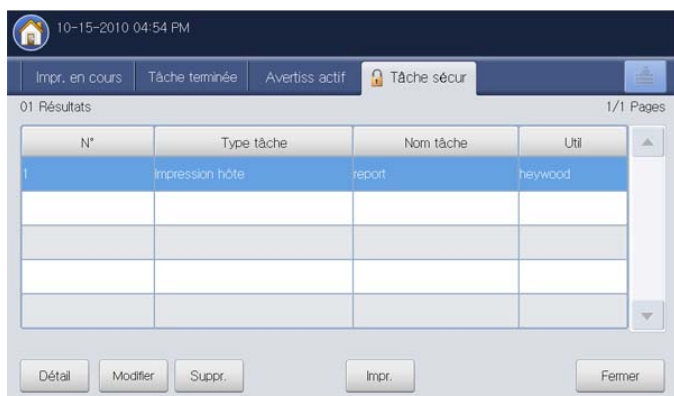 10-15-2010 04:54 PM
Impr. en cours Tâche terminée Avertiss actif Tâche sécur
01 Résultats 1/1 Pages
N° Type tâche Nom tâche Util
1 Impression hôte report heywood
Détail Modifier Suppr. Impr. Fermer